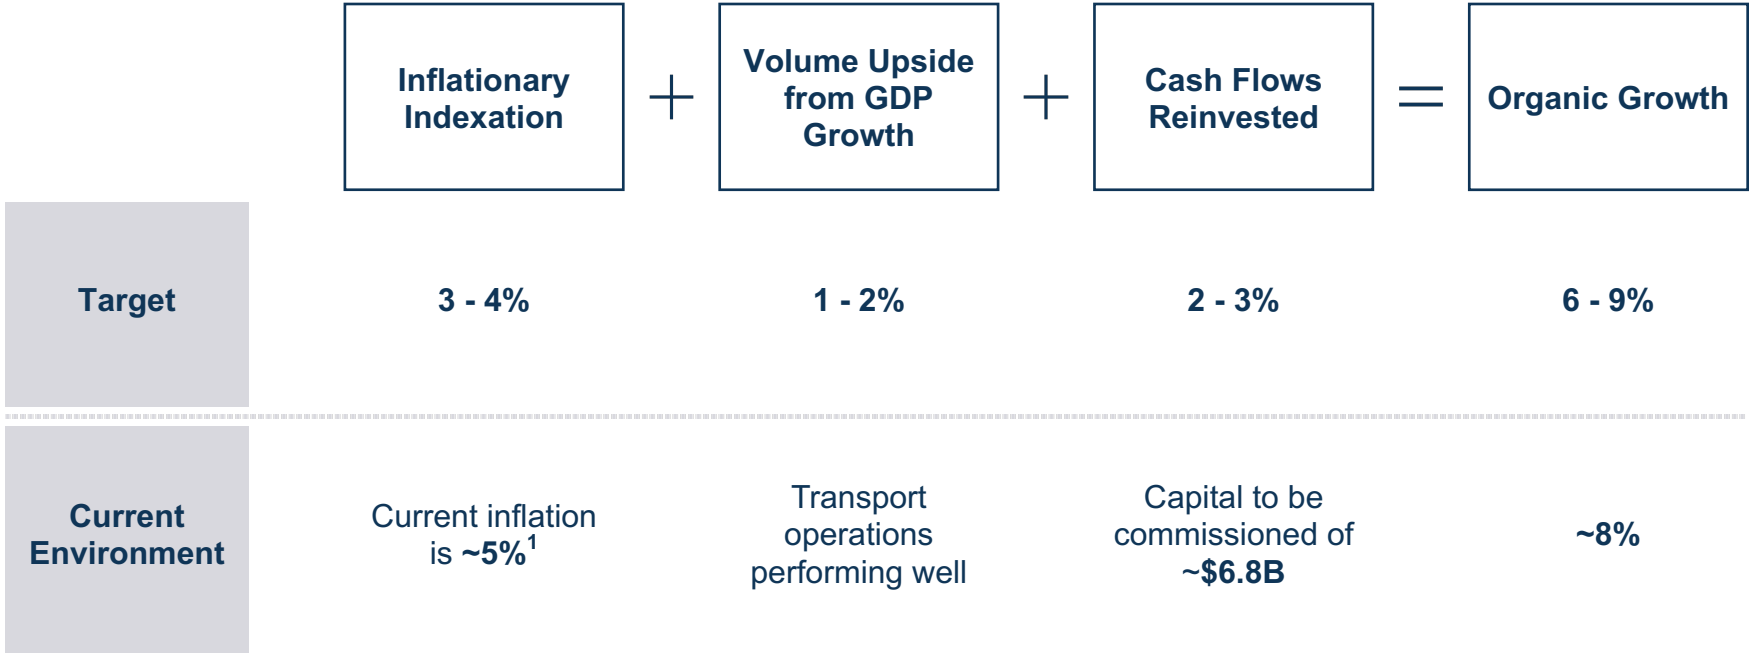 Inflationary
Indexation
+
Volume Upside
from GDP
Growth
+
Cash Flows
Reinvested
=
Organic Growth
Target
3 - 4%
1 - 2%
2 - 3%
6 - 9%
Current
Environment
Current inflation
is ~5%¹
Transport
operations
performing well
Capital to be
commissioned of
~$6.8B
~8%